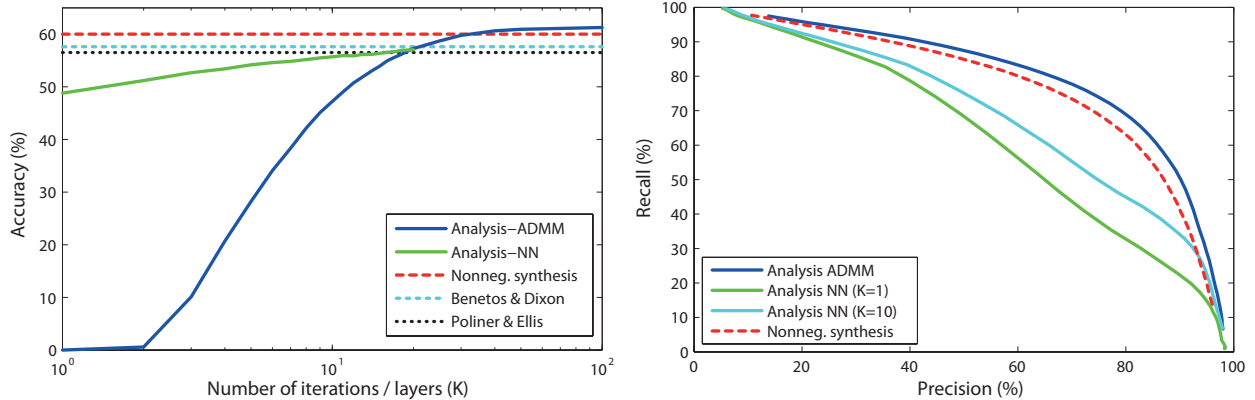 60
50
40
30
20
10
0
Accuracy (%)
10^0
10^1
10^2
Number of iterations / layers (K)
Analysis–ADMM
Analysis–NN
Nonneg. synthesis
Benetos & Dixon
Poliner & Ellis
100
90
80
70
60
50
40
30
20
10
0
Recall (%)
0
20
40
60
80
100
Precision (%)
Analysis ADMM
Analysis NN (K=1)
Analysis NN (K=10)
Nonneg. synthesis